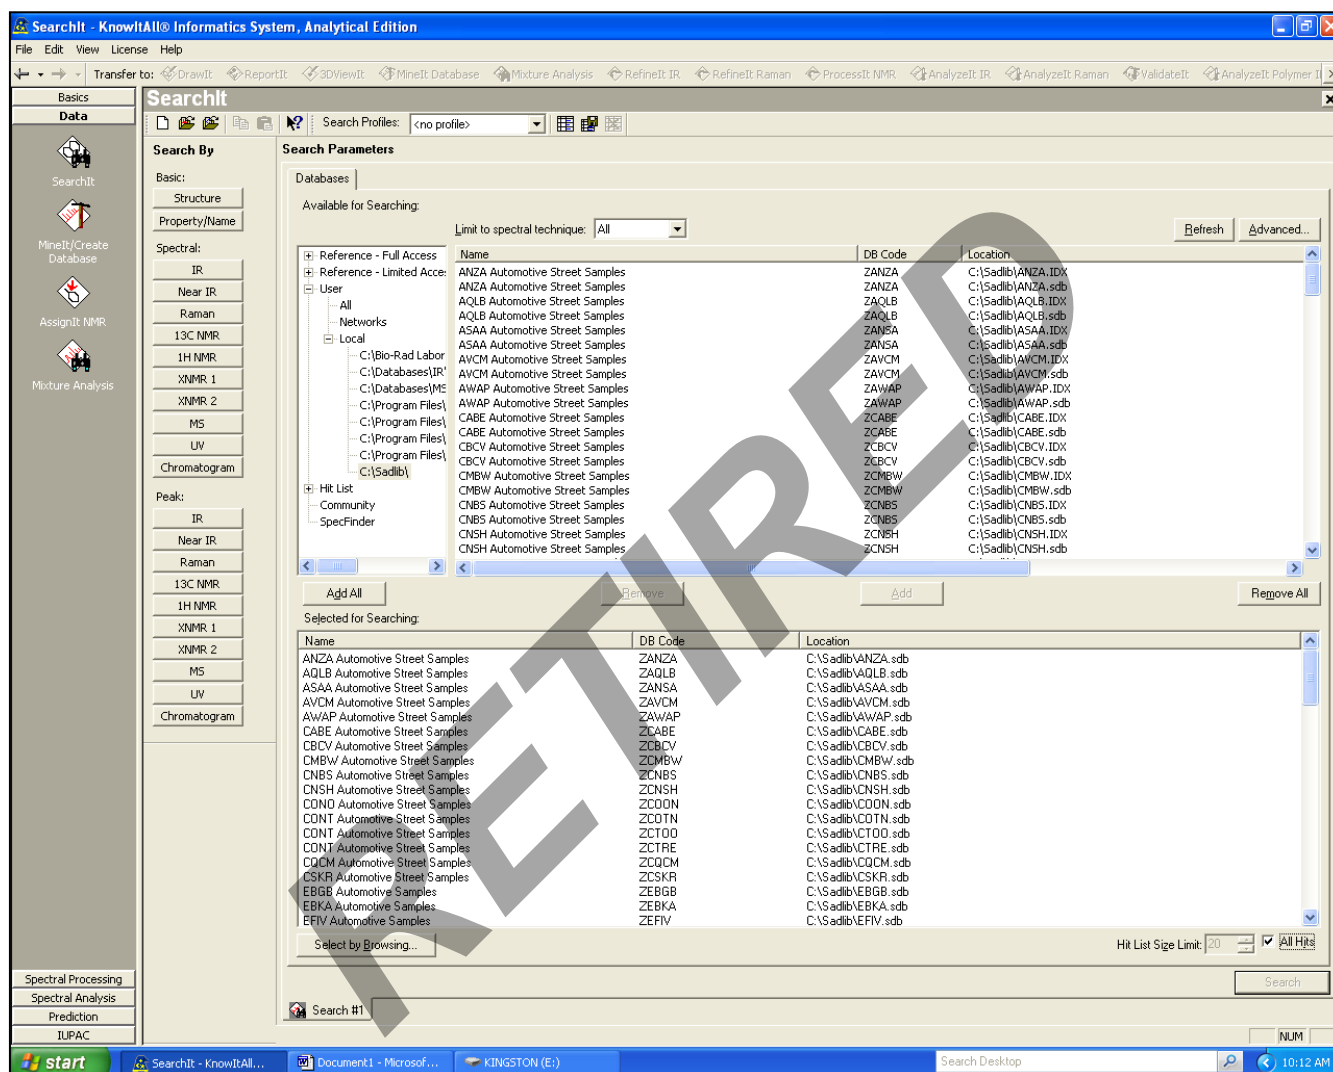 SearchIt - KnowItAll® Informatics System, Analytical Edition
File Edit View License Help
Transfer to: DrawIt ReportIt 3DViewIt MineIt Database Mixture Analysis RefineIt IR RefineIt Raman ProcessIt NMR AnalyzeIt IR AnalyzeIt Raman ValidateIt AnalyzeIt Polymer I
Basics
Data
SearchIt
MineIt/Create
Database
AssignIt NMR
Mixture Analysis
Spectral Processing
Spectral Analysis
Prediction
IUPAC
SearchIt
Search Profiles: <no profile>
Search By
Basic:
Structure
Property/Name
Spectral:
IR
Near IR
Raman
13C NMR
1H NMR
XNMR 1
XNMR 2
MS
UV
Chromatogram
Peak:
IR
Near IR
Raman
13C NMR
1H NMR
XNMR 1
XNMR 2
MS
UV
Chromatogram
Search Parameters
Databases
Available for Searching:
Limit to spectral technique: All
Refresh Advanced...
Reference - Full Access
Reference - Limited Acce
User
All
Networks
Local
C:\Bio-Rad Labor
C:\Databases\IR
C:\Databases\MS
C:\Program Files\
C:\Program Files\
C:\Program Files\
C:\Program Files\
C:\Sadlib\
Hit List
Community
SpecFinder
Name DB Code Location
ANZA Automotive Street Samples ZANZA C:\Sadlib\ANZA.IDX
ANZA Automotive Street Samples ZANZA C:\Sadlib\ANZA.sdb
AQLB Automotive Street Samples ZAQLB C:\Sadlib\AQLB.IDX
AQLB Automotive Street Samples ZAQLB C:\Sadlib\AQLB.sdb
ASAA Automotive Street Samples ZANSA C:\Sadlib\ASAA.IDX
ASAA Automotive Street Samples ZANSA C:\Sadlib\ASAA.sdb
AVCM Automotive Street Samples ZAVCM C:\Sadlib\AVCM.IDX
AVCM Automotive Street Samples ZAVCM C:\Sadlib\AVCM.sdb
AWAP Automotive Street Samples ZAWAP C:\Sadlib\AWAP.IDX
AWAP Automotive Street Samples ZAWAP C:\Sadlib\AWAP.sdb
CABE Automotive Street Samples ZCABE C:\Sadlib\CABE.IDX
CABE Automotive Street Samples ZCABE C:\Sadlib\CABE.sdb
CBCV Automotive Street Samples ZCBCV C:\Sadlib\CBCV.IDX
CBCV Automotive Street Samples ZCBCV C:\Sadlib\CBCV.sdb
CMBW Automotive Street Samples ZCMBW C:\Sadlib\CMBW.IDX
CMBW Automotive Street Samples ZCMBW C:\Sadlib\CMBW.sdb
CNBS Automotive Street Samples ZCNBS C:\Sadlib\CNBS.IDX
CNBS Automotive Street Samples ZCNBS C:\Sadlib\CNBS.sdb
CNSH Automotive Street Samples ZCNSH C:\Sadlib\CNSH.IDX
CNSH Automotive Street Samples ZCNSH C:\Sadlib\CNSH.sdb
Add All Remove Add Remove All
Selected for Searching:
Name DB Code Location
ANZA Automotive Street Samples ZANZA C:\Sadlib\ANZA.sdb
AQLB Automotive Street Samples ZAQLB C:\Sadlib\AQLB.sdb
ASAA Automotive Street Samples ZANSA C:\Sadlib\ASAA.sdb
AVCM Automotive Street Samples ZAVCM C:\Sadlib\AVCM.sdb
AWAP Automotive Street Samples ZAWAP C:\Sadlib\AWAP.sdb
CABE Automotive Street Samples ZCABE C:\Sadlib\CABE.sdb
CBCV Automotive Street Samples ZCBCV C:\Sadlib\CBCV.sdb
CMBW Automotive Street Samples ZCMBW C:\Sadlib\CMBW.sdb
CNBS Automotive Street Samples ZCNBS C:\Sadlib\CNBS.sdb
CNSH Automotive Street Samples ZCNSH C:\Sadlib\CNSH.sdb
CONO Automotive Street Samples ZCOON C:\Sadlib\COON.sdb
CONT Automotive Street Samples ZCOTN C:\Sadlib\COTN.sdb
CONT Automotive Street Samples ZCTOO C:\Sadlib\CTOO.sdb
CONT Automotive Street Samples ZCTRE C:\Sadlib\CTRE.sdb
CQCM Automotive Street Samples ZCQCM C:\Sadlib\CQCM.sdb
CSKR Automotive Street Samples ZCSKR C:\Sadlib\CSKR.sdb
EBGB Automotive Samples ZEBGB C:\Sadlib\EBGB.sdb
EBKA Automotive Samples ZEBKA C:\Sadlib\EBKA.sdb
EFIV Automotive Samples ZEFIV C:\Sadlib\EFIV.sdb
Select by Browsing... Hit List Size Limit: 20 All Hits
Search
Search #1
NUM
start SearchIt - KnowItAll... Document1 - Microsof... KINGSTON (E:) Search Desktop 10:12 AM
RETIRED